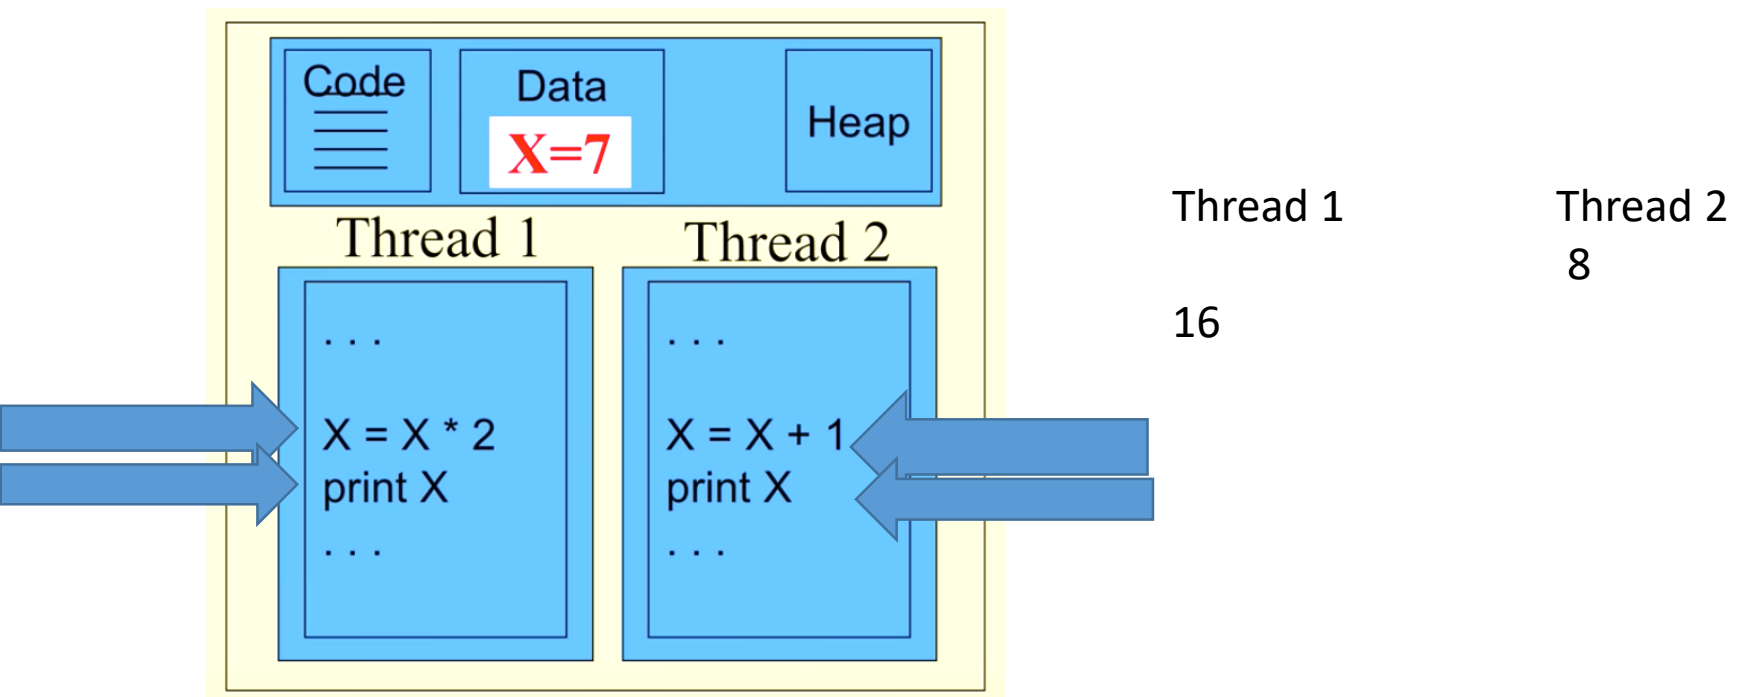 Code
Data
X=7
Heap
Thread 1
Thread 2
. . .
X = X * 2
print X
. . .
. . .
X = X + 1
print X
. . .
Thread 1 Thread 2
8
16